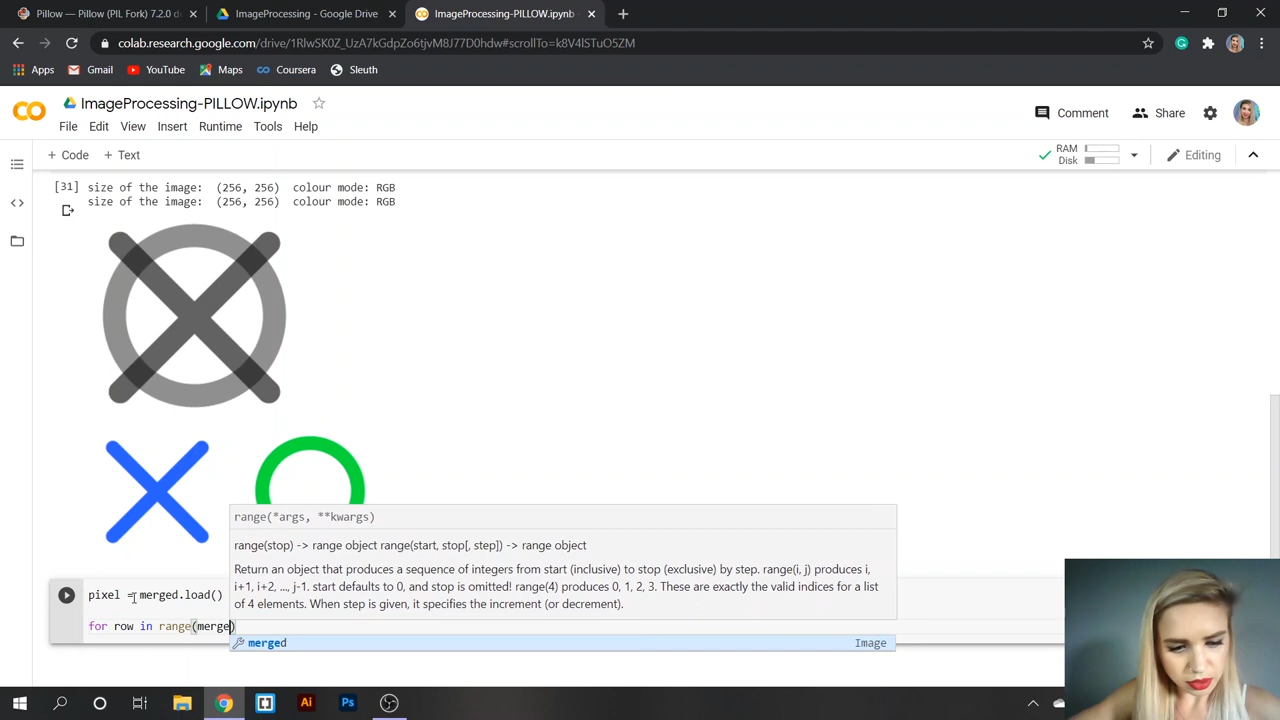 Pillow — Pillow (PIL Fork) 7.2.0 d
ImageProcessing - Google Drive
ImageProcessing-PILLOW.ipynb
colab.research.google.com/drive/1RlwSK0Z_UzA7kGdpZo6tjvM8J77D0hdw#scrollTo=k8V4lSTuO5ZM
Apps
Gmail
YouTube
Maps
Coursera
Sleuth
ImageProcessing-PILLOW.ipynb
Comment
Share
File Edit View Insert Runtime Tools Help
+ Code
+ Text
RAM
Disk
Editing
[31] size of the image: (256, 256) colour mode: RGB
size of the image: (256, 256) colour mode: RGB
range(*args, **kwargs)
range(stop) -> range object range(start, stop[, step]) -> range object
Return an object that produces a sequence of integers from start (inclusive) to stop (exclusive) by step. range(i, j) produces i,
i+1, i+2, ..., j-1. start defaults to 0, and stop is omitted! range(4) produces 0, 1, 2, 3. These are exactly the valid indices for a list
of 4 elements. When step is given, it specifies the increment (or decrement).
pixel = merged.load()
for row in range(merge)
merged
Image
Ai
Ps